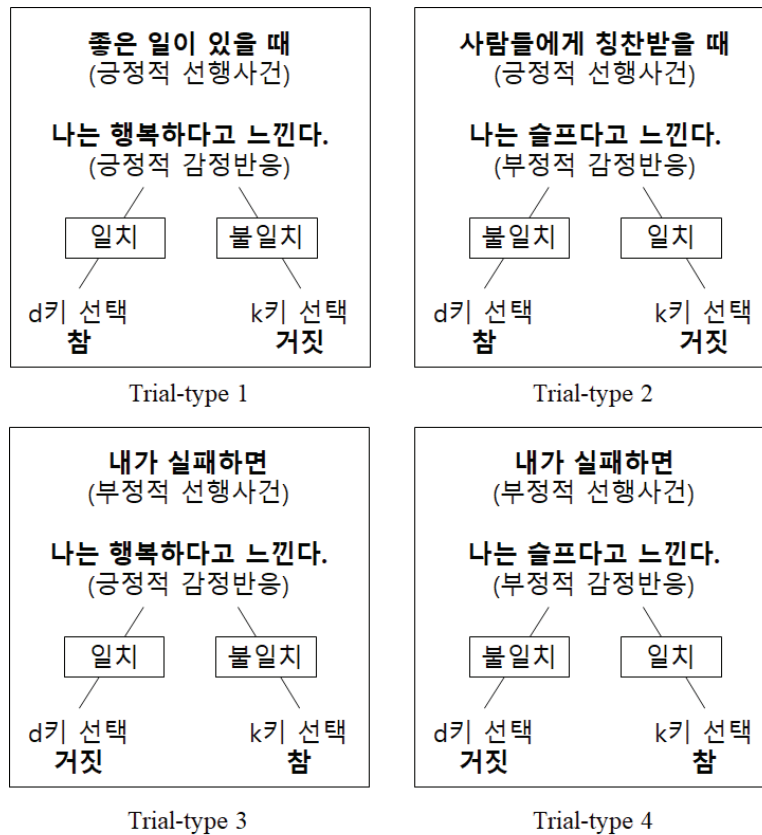 좋은 일이 있을 때
(긍정적 선행사건)
나는 행복하다고 느낀다.
(긍정적 감정반응)
일치 불일치
d키 선택 k키 선택
참 거짓
Trial-type 1
사람들에게 칭찬받을 때
(긍정적 선행사건)
나는 슬프다고 느낀다.
(부정적 감정반응)
불일치 일치
d키 선택 k키 선택
참 거짓
Trial-type 2
내가 실패하면
(부정적 선행사건)
나는 행복하다고 느낀다.
(긍정적 감정반응)
일치 불일치
d키 선택 k키 선택
거짓 참
Trial-type 3
내가 실패하면
(부정적 선행사건)
나는 슬프다고 느낀다.
(부정적 감정반응)
불일치 일치
d키 선택 k키 선택
거짓 참
Trial-type 4